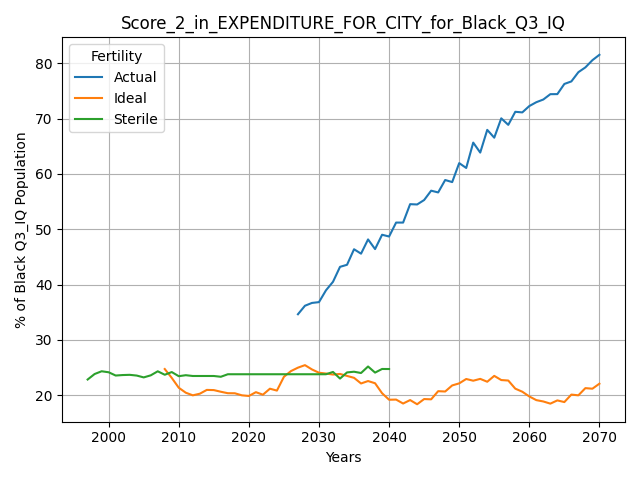 Score_2_in_EXPENDITURE_FOR_CITY_for_Black_Q3_IQ
Fertility
Actual
Ideal
Sterile
% of Black Q3_IQ Population
80
70
60
50
40
30
20
2000 2010 2020 2030 2040 2050 2060 2070
Years